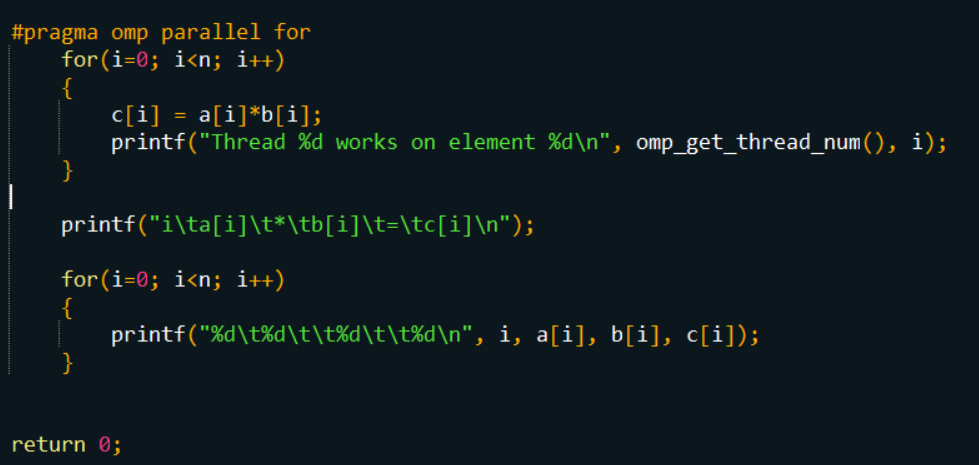 #pragma omp parallel for
for(i=0; i<n; i++)
{
c[i] = a[i]*b[i];
printf("Thread %d works on element %d\n", omp_get_thread_num(), i);
}
printf("i\ta[i]\t*\tb[i]\t=\tc[i]\n");
for(i=0; i<n; i++)
{
printf("%d\t%d\t\t%d\t\t%d\n", i, a[i], b[i], c[i]);
}
return 0;